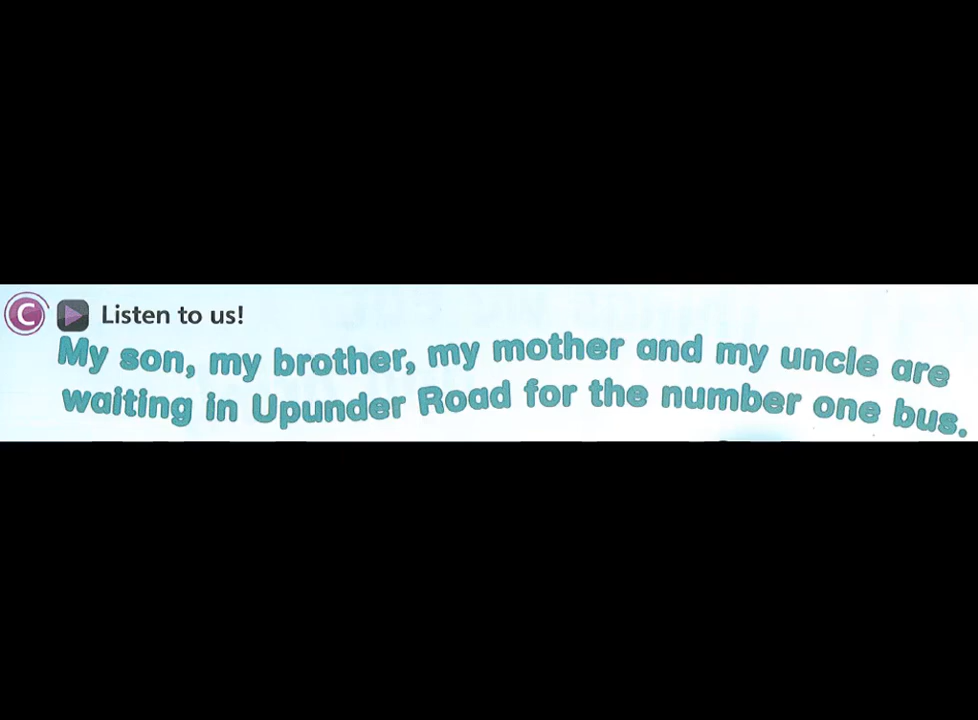 C Listen to us!
My son, my brother, my mother and my uncle are
waiting in Upunder Road for the number one bus.